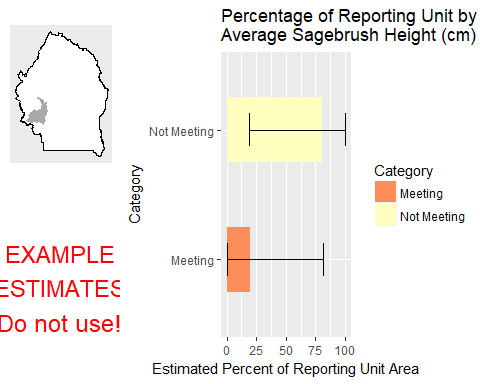 Percentage of Reporting Unit by
Average Sagebrush Height (cm)
Not Meeting
Meeting
Category
0 25 50 75 100
Estimated Percent of Reporting Unit Area
Category
Meeting
Not Meeting
EXAMPLE
ESTIMATES
Do not use!